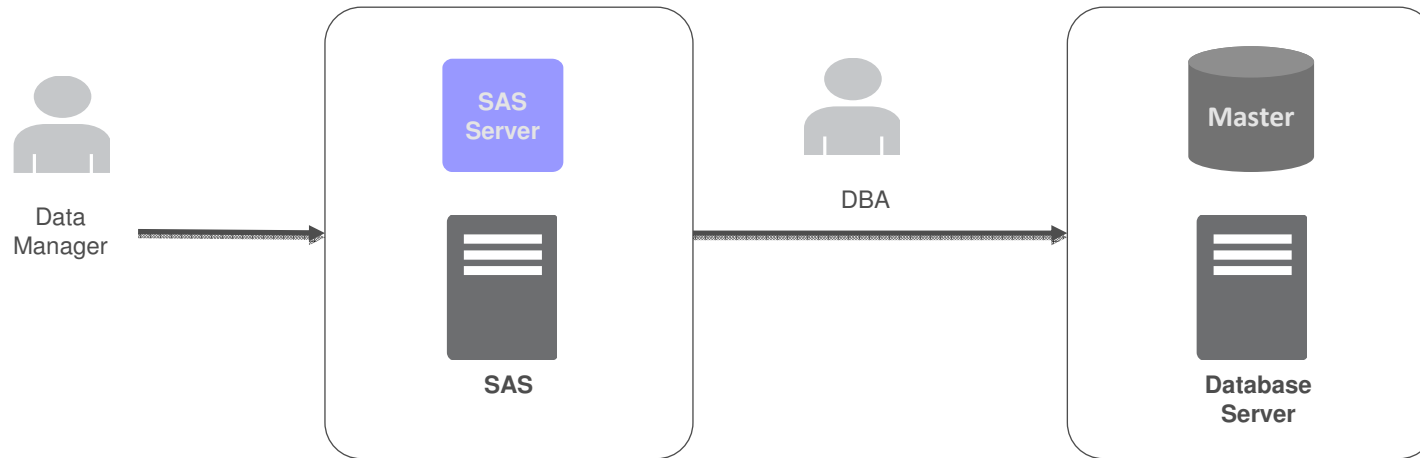 Data
Manager
SAS
Server
SAS
DBA
Master
Database
Server